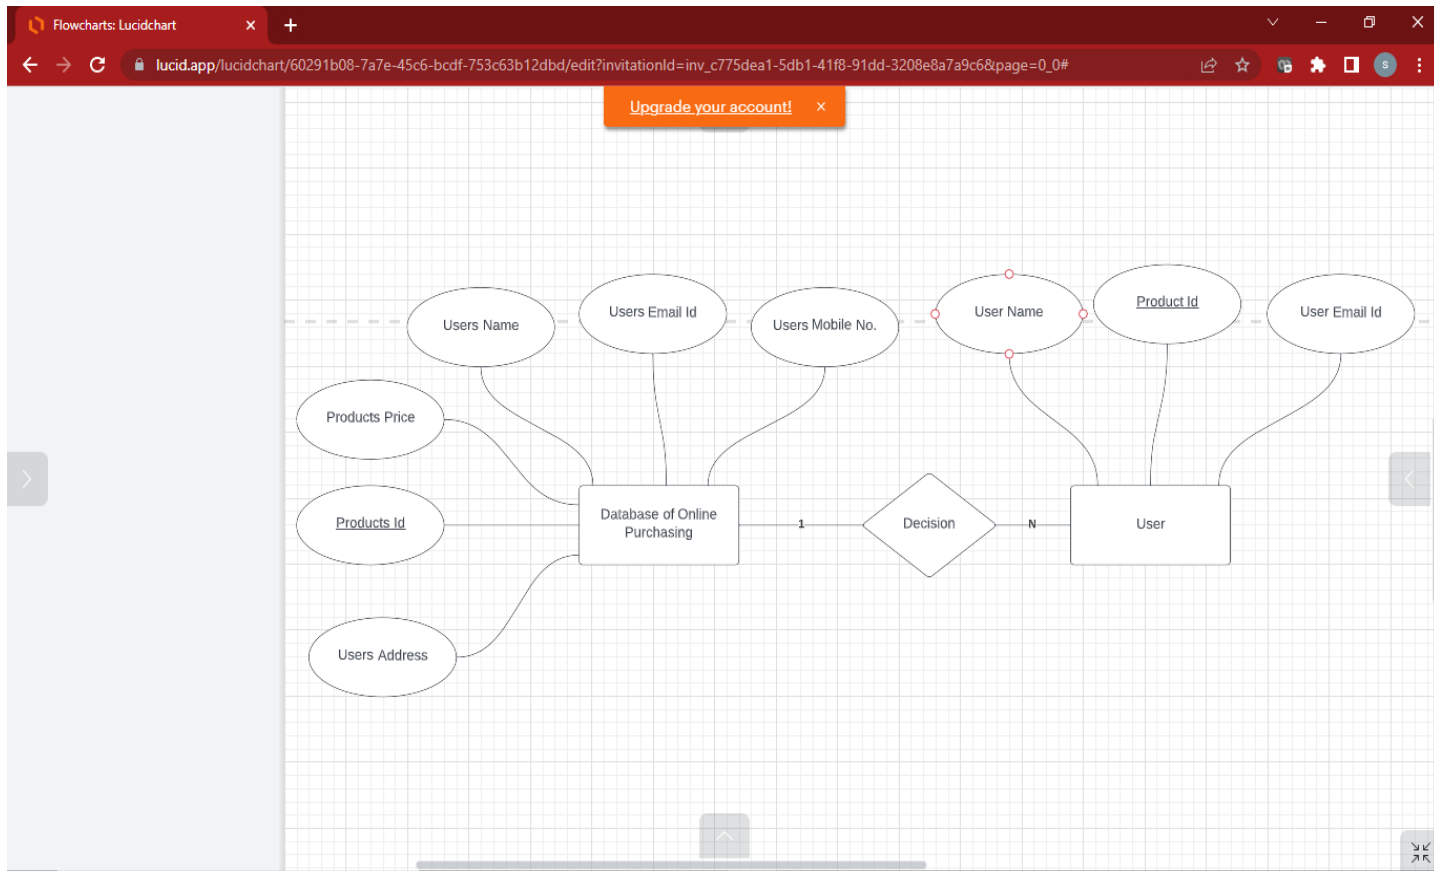 Flowcharts: Lucidchart
lucid.app/lucidchart/60291b08-7a7e-45c6-bcdf-753c63b12dbd/edit?invitationId=inv_c775dea1-5db1-41f8-91dd-3208e8a7a9c6&page=0_0#
S
Upgrade your account!
Users Name
Users Email Id
Users Mobile No.
User Name
Product Id
User Email Id
Products Price
Products Id
Database of Online
Purchasing
1
Decision
N
User
Users Address